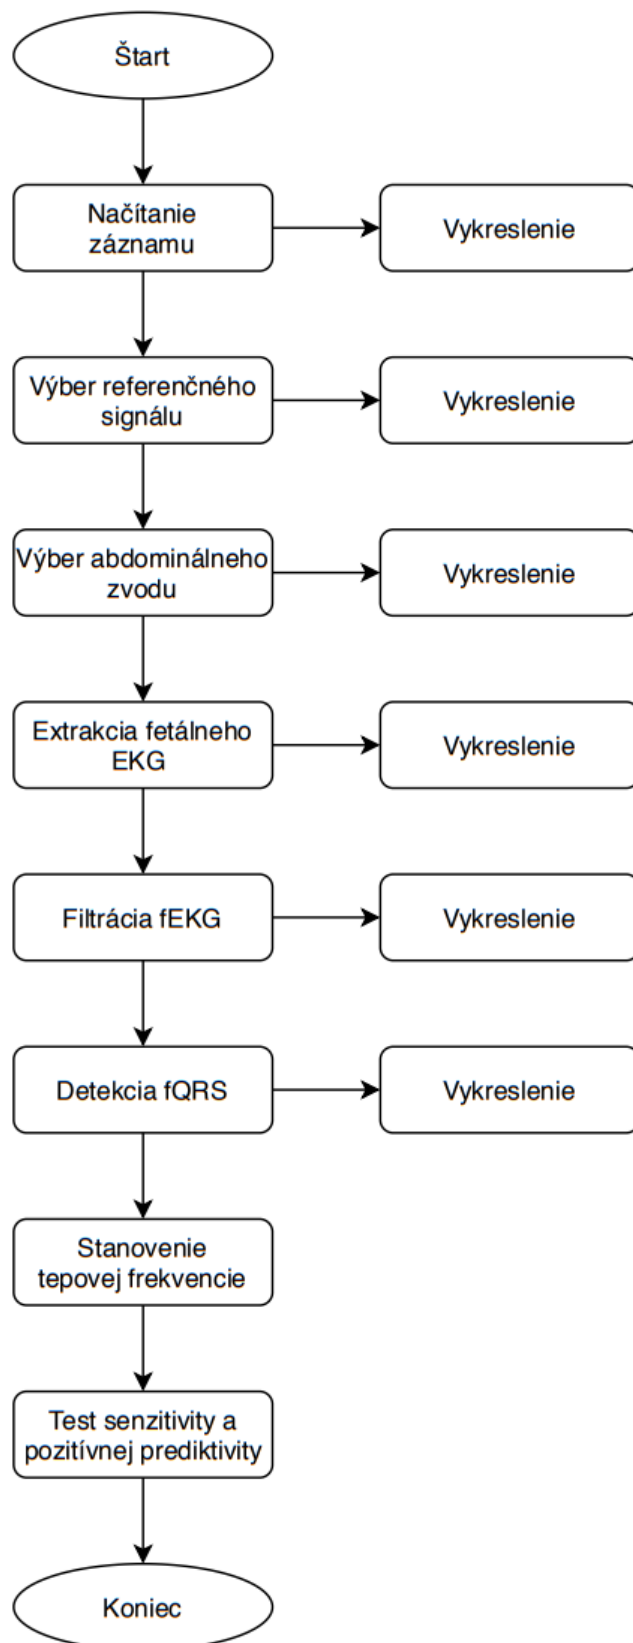 Štart
Načítanie
záznamu
Vykreslenie
Výber referenčného
signálu
Vykreslenie
Výber abdominálneho
zvodu
Vykreslenie
Extrakcia fetálneho
EKG
Vykreslenie
Filtrácia fEKG
Vykreslenie
Detekcia fQRS
Vykreslenie
Stanovenie
tepovej frekvencie
Test senzitivity a
pozitívnej prediktivity
Koniec